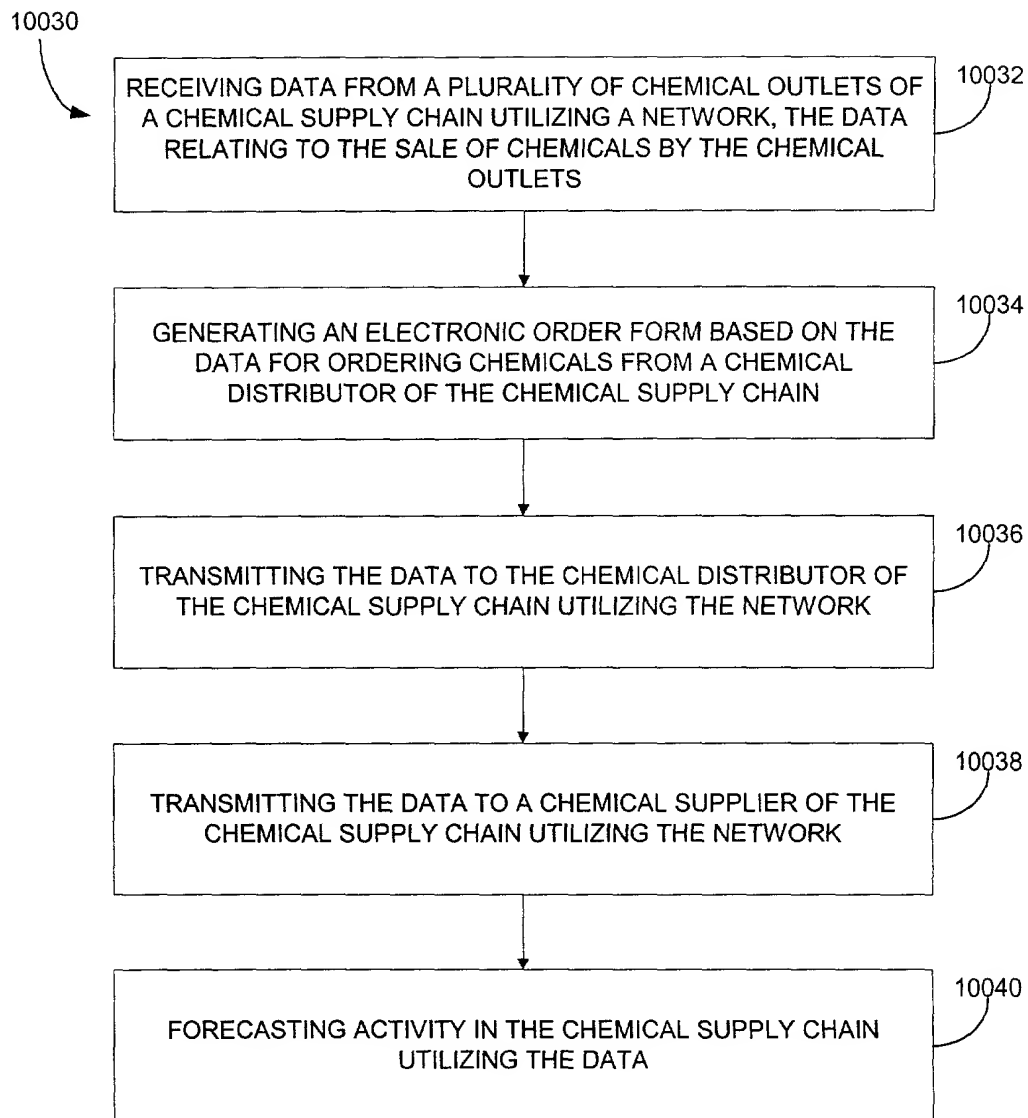 10030
RECEIVING DATA FROM A PLURALITY OF CHEMICAL OUTLETS OF
A CHEMICAL SUPPLY CHAIN UTILIZING A NETWORK, THE DATA
RELATING TO THE SALE OF CHEMICALS BY THE CHEMICAL
OUTLETS
10032
GENERATING AN ELECTRONIC ORDER FORM BASED ON THE
DATA FOR ORDERING CHEMICALS FROM A CHEMICAL
DISTRIBUTOR OF THE CHEMICAL SUPPLY CHAIN
10034
TRANSMITTING THE DATA TO THE CHEMICAL DISTRIBUTOR OF
THE CHEMICAL SUPPLY CHAIN UTILIZING THE NETWORK
10036
TRANSMITTING THE DATA TO A CHEMICAL SUPPLIER OF THE
CHEMICAL SUPPLY CHAIN UTILIZING THE NETWORK
10038
FORECASTING ACTIVITY IN THE CHEMICAL SUPPLY CHAIN
UTILIZING THE DATA
10040